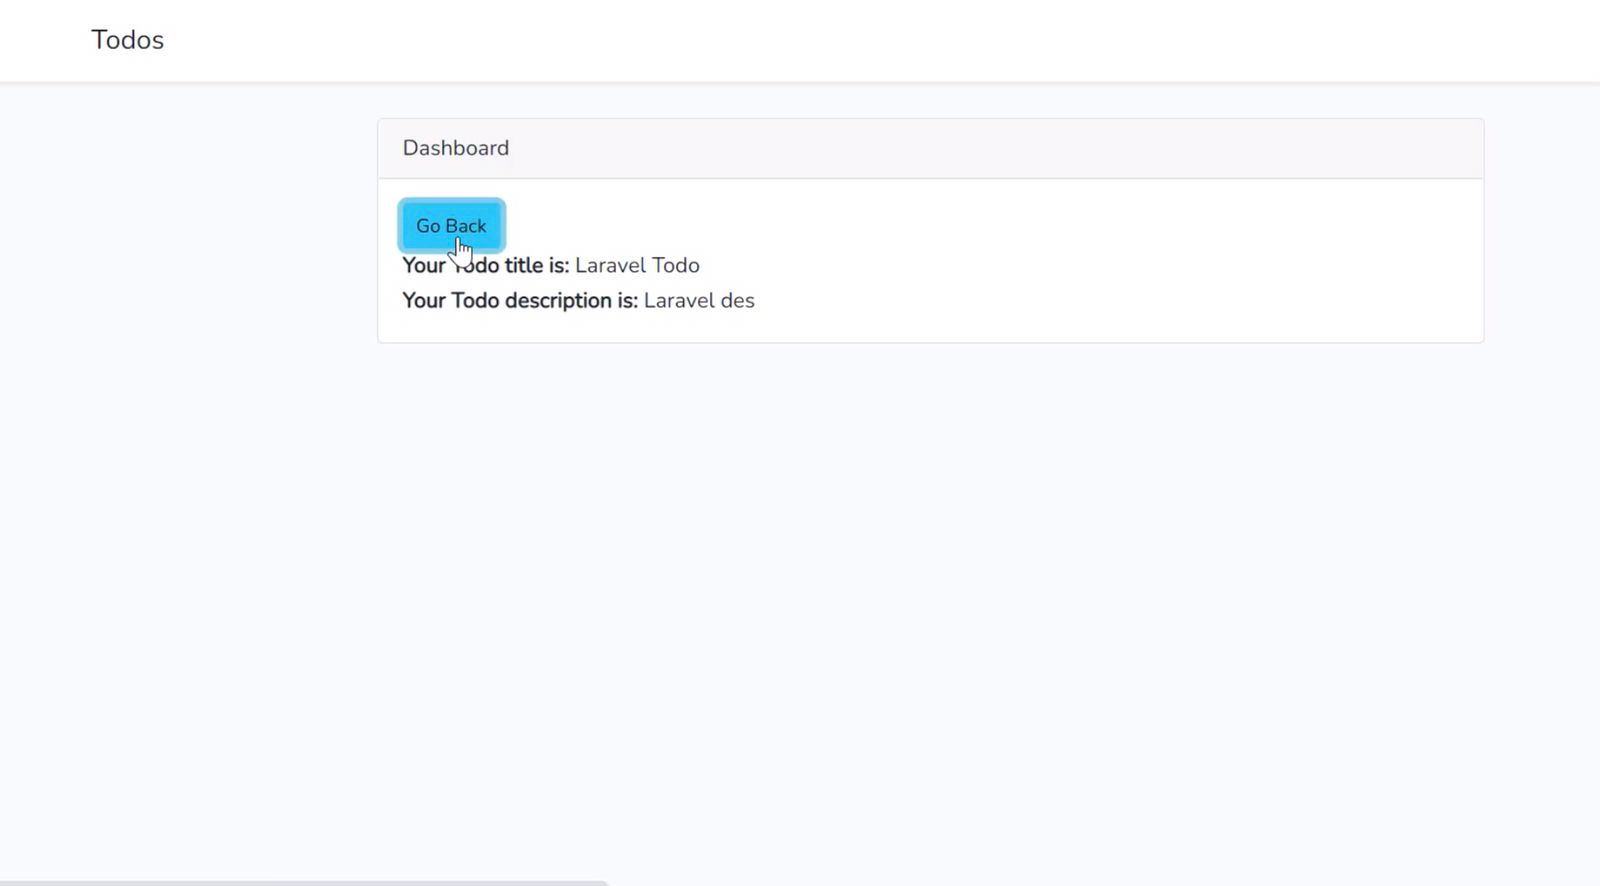 Todos
Dashboard
Go Back
Your Todo title is: Laravel Todo
Your Todo description is: Laravel des